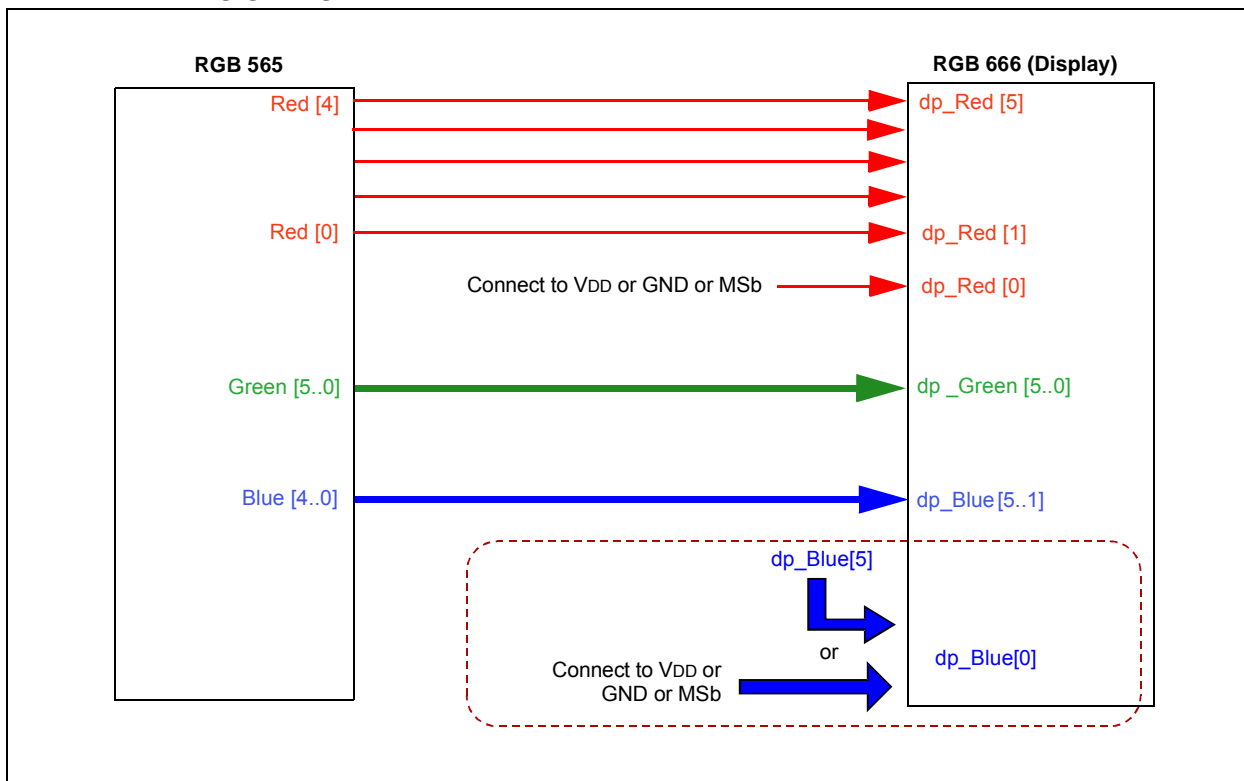 RGB 565
RGB 666 (Display)
Red [4]
dp_Red [5]
Red [0]
dp_Red [1]
Connect to VDD or GND or MSb
dp_Red [0]
Green [5..0]
dp _Green [5..0]
Blue [4..0]
dp_Blue [5..1]
dp_Blue[5]
or
dp_Blue[0]
Connect to VDD or
GND or MSb